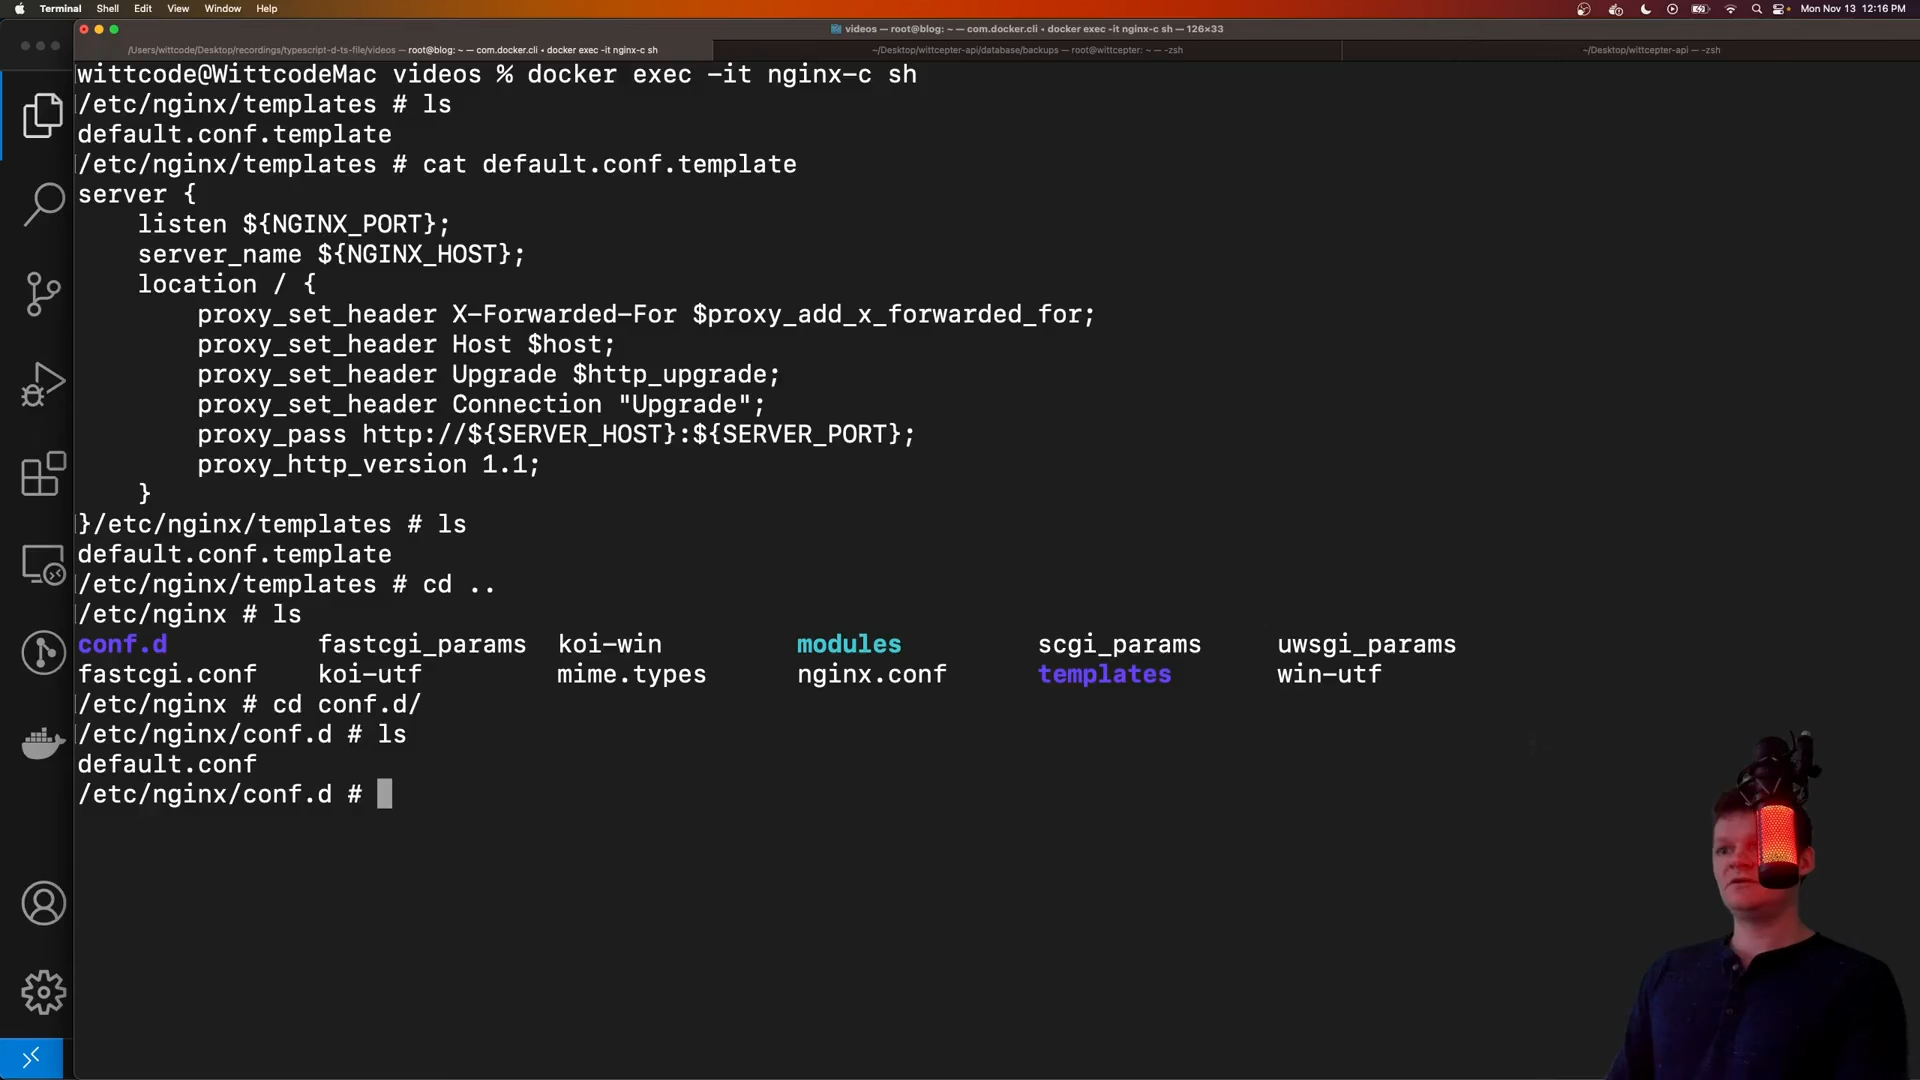 Terminal Shell Edit View Window Help
Mon Nov 13 12:16 PM
videos — root@blog: ~ — com.docker.cli • docker exec -it nginx-c sh — 126×33
/Users/wittcode/Desktop/recordings/typescript-d-ts-file/videos — root@blog: ~ — com.docker.cli • docker exec -it nginx-c sh
~/Desktop/wittcepter-api/database/backups — root@wittcepter: ~ — -zsh
~/Desktop/wittcepter-api — -zsh
wittcode@WittcodeMac videos % docker exec -it nginx-c sh
/etc/nginx/templates # ls
default.conf.template
/etc/nginx/templates # cat default.conf.template
server {
    listen ${NGINX_PORT};
    server_name ${NGINX_HOST};
    location / {
        proxy_set_header X-Forwarded-For $proxy_add_x_forwarded_for;
        proxy_set_header Host $host;
        proxy_set_header Upgrade $http_upgrade;
        proxy_set_header Connection "Upgrade";
        proxy_pass http://${SERVER_HOST}:${SERVER_PORT};
        proxy_http_version 1.1;
    }
}/etc/nginx/templates # ls
default.conf.template
/etc/nginx/templates # cd ..
/etc/nginx # ls
conf.d fastcgi_params koi-win modules scgi_params uwsgi_params
fastcgi.conf koi-utf mime.types nginx.conf templates win-utf
/etc/nginx # cd conf.d/
/etc/nginx/conf.d # ls
default.conf
/etc/nginx/conf.d #